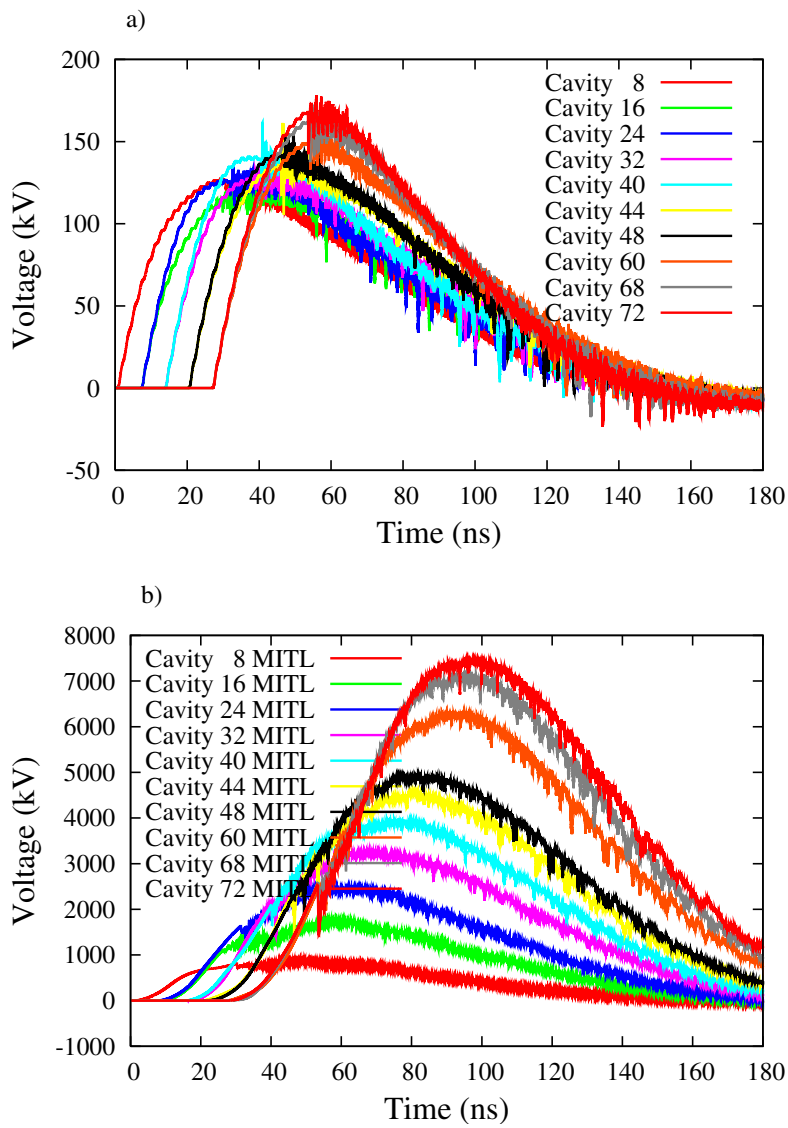 a)
200
150
100
50
0
-50
Voltage (kV)
Cavity 8
Cavity 16
Cavity 24
Cavity 32
Cavity 40
Cavity 44
Cavity 48
Cavity 60
Cavity 68
Cavity 72
0 20 40 60 80 100 120 140 160 180
Time (ns)
b)
8000
7000
6000
5000
4000
3000
2000
1000
0
-1000
Voltage (kV)
Cavity 8 MITL
Cavity 16 MITL
Cavity 24 MITL
Cavity 32 MITL
Cavity 40 MITL
Cavity 44 MITL
Cavity 48 MITL
Cavity 60 MITL
Cavity 68 MITL
Cavity 72 MITL
0 20 40 60 80 100 120 140 160 180
Time (ns)